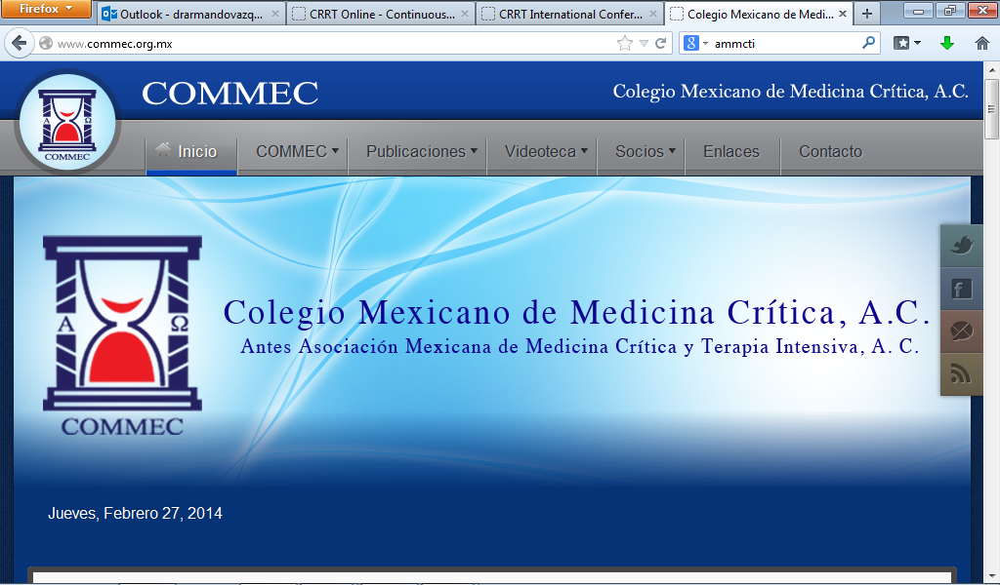 Firefox
Outlook - drarmandovazq...
CRRT Online - Continuous...
CRRT International Confer...
Colegio Mexicano de Medi...
www.commec.org.mx
8
ammcti
COMMEC
Colegio Mexicano de Medicina Crítica, A.C.
Α Ω
COMMEC
Inicio
COMMEC
Publicaciones
Videoteca
Socios
Enlaces
Contacto
Α Ω
COMMEC
Colegio Mexicano de Medicina Crítica, A.C.
Antes Asociación Mexicana de Medicina Crítica y Terapia Intensiva, A. C.
f
Jueves, Febrero 27, 2014